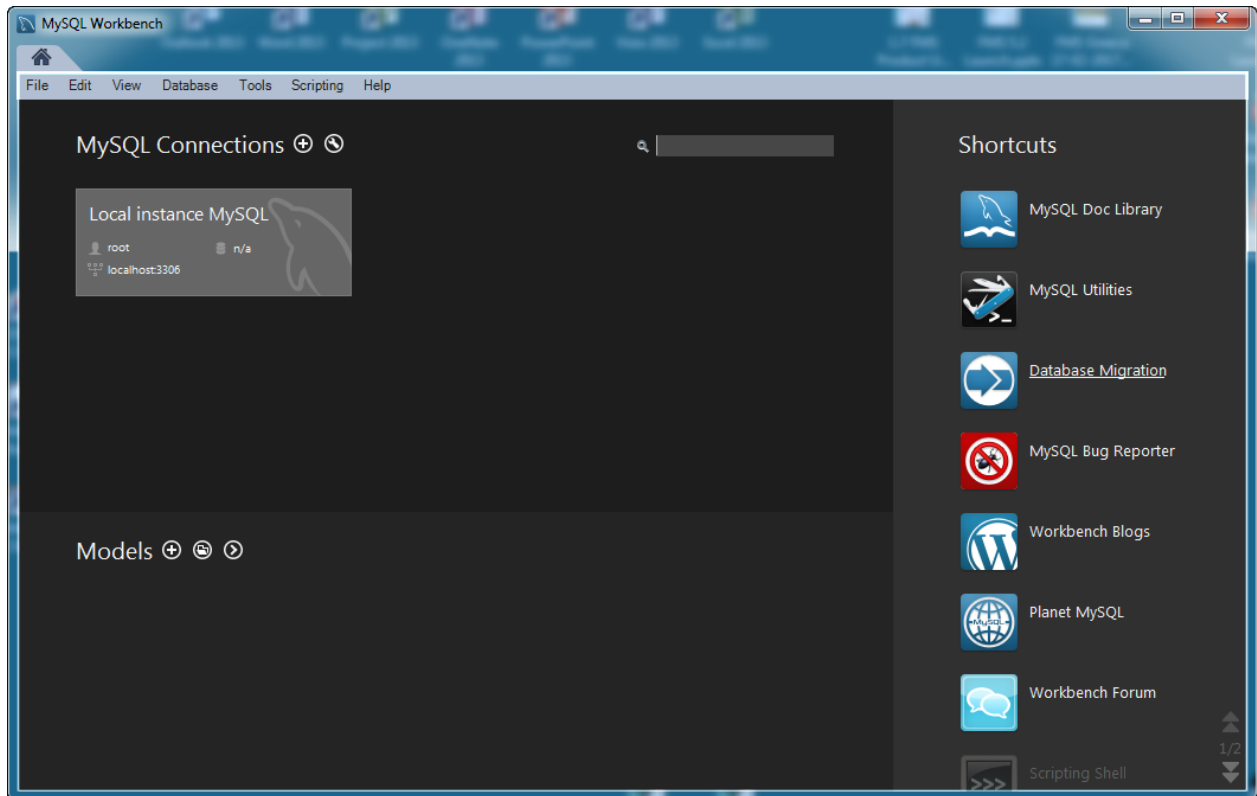 MySQL Workbench
File Edit View Database Tools Scripting Help
MySQL Connections
Local instance MySQL
root n/a
localhost:3306
Shortcuts
MySQL Doc Library
MySQL Utilities
Database Migration
MySQL Bug Reporter
Workbench Blogs
MySQL
Planet MySQL
Workbench Forum
1/2
>>>
Scripting Shell
Models